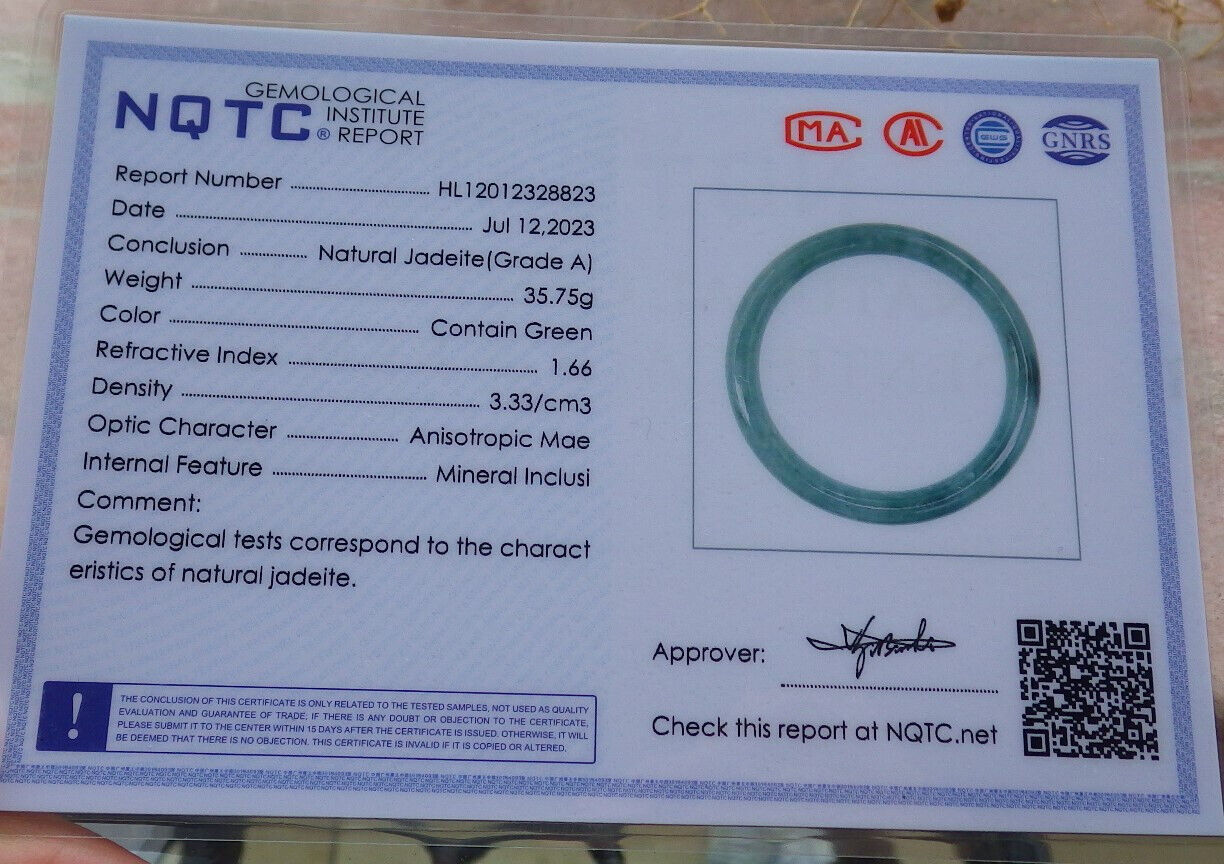 NQTC® GEMOLOGICAL
INSTITUTE
REPORT
MA
GWS
GNRS
Report Number ........ HL12012328823
Date ........ Jul 12,2023
Conclusion ........ Natural Jadeite(Grade A)
Weight ........ 35.75g
Color ........ Contain Green
Refractive Index ........ 1.66
Density ........ 3.33/cm3
Optic Character ........ Anisotropic Mae
Internal Feature ........ Mineral Inclusi
Comment:
Gemological tests correspond to the charact
eristics of natural jadeite.
! THE CONCLUSION OF THIS CERTIFICATE IS ONLY RELATED TO THE TESTED SAMPLES, NOT USED AS QUALITY
EVALUATION AND GUARANTEE OF TRADE; IF THERE IS ANY DOUBT OR OBJECTION TO THE CERTIFICATE,
PLEASE SUBMIT IT TO THE CENTER WITHIN 15 DAYS AFTER THE CERTIFICATE IS ISSUED. OTHERWISE, IT WILL
BE DEEMED THAT THERE IS NO OBJECTION. THIS CERTIFICATE IS INVALID IF IT IS COPIED OR ALTERED.
Approver:
Check this report at NQTC.net